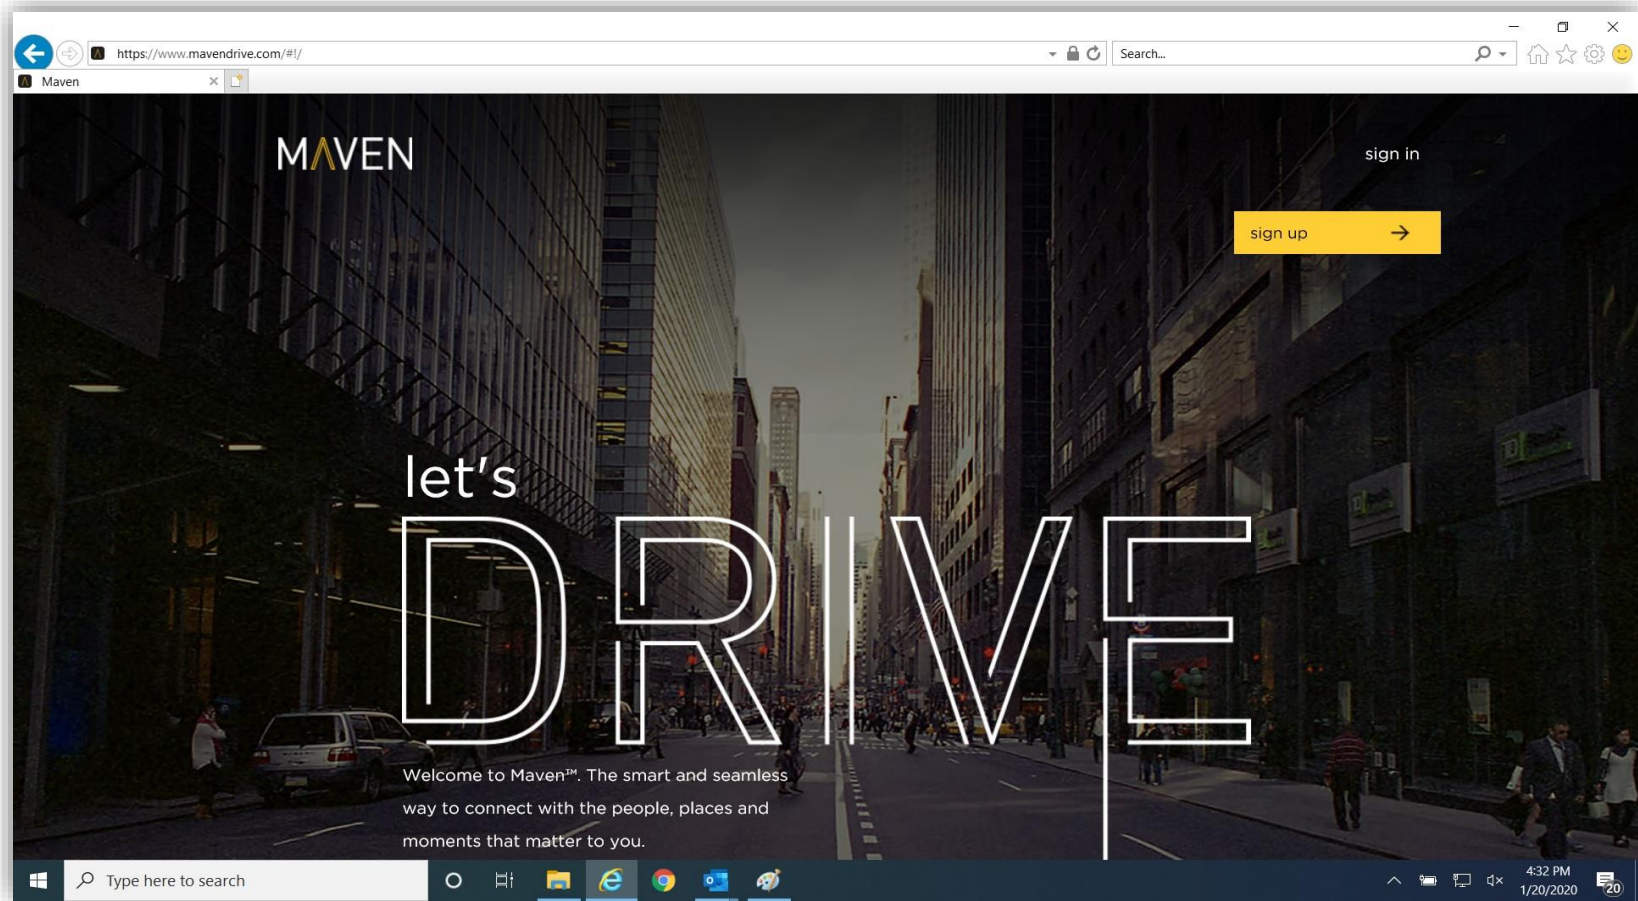 https://www.mavendrive.com/#!/
Search...
Maven
MAVEN
sign in
sign up
let's
DRIVE
Welcome to Maven™. The smart and seamless
way to connect with the people, places and
moments that matter to you.
Type here to search
4:32 PM
1/20/2020
20